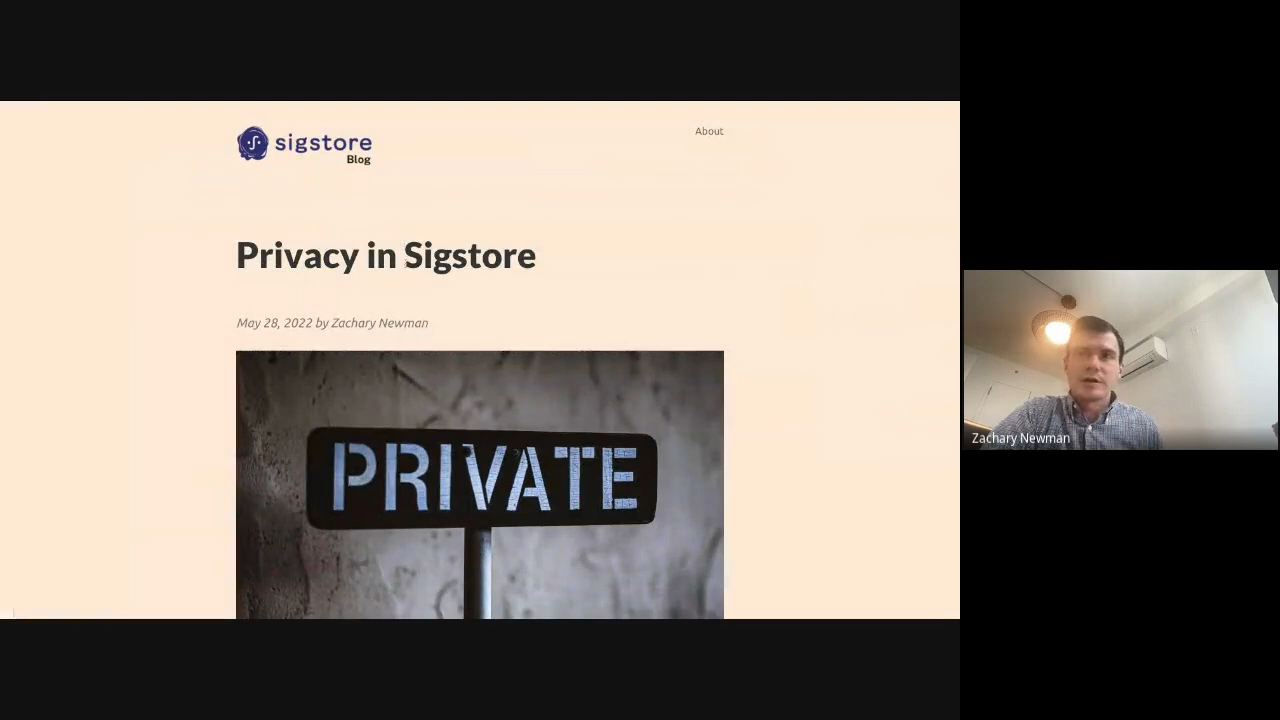 sigstore
Blog
About
Privacy in Sigstore
May 28, 2022 by Zachary Newman
PRIVATE
Zachary Newman